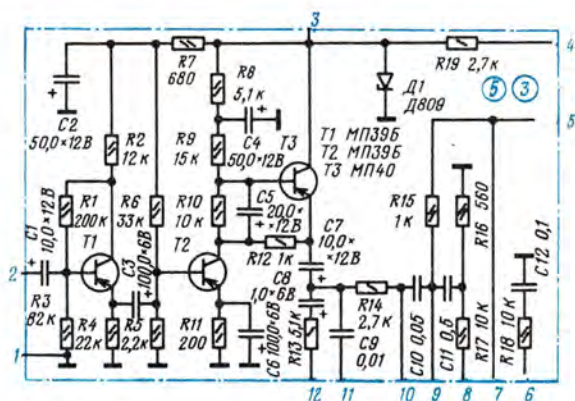 3
4
R7
680
R8
5,1к
R19 2,7к
Д1
Д809
5 3
C2
50,0×12В
R2
12к
R9
15к
C4
50,0×12В
T3
T1 МП39Б
T2 МП39Б
T3 МП40
5
C1
10,0×12В
R1
200к
R6
33к
R10
10к
C5
20,0×
×12В
R15
1к
R16 560
C7
10,0×
×12В
C12 0,1
T1
C3
100,0×6В
T2
R12 1к
C8
1,0×6В
2
R3
82к
R4
22к
R5
2,2к
R11
200
C6 100,0×6В
R13 5,1к
R14
2,7к
C9
0,01
C10 0,05
C11 0,5
R17 10к
R18 10к
1
12 11 10 9 8 7 6